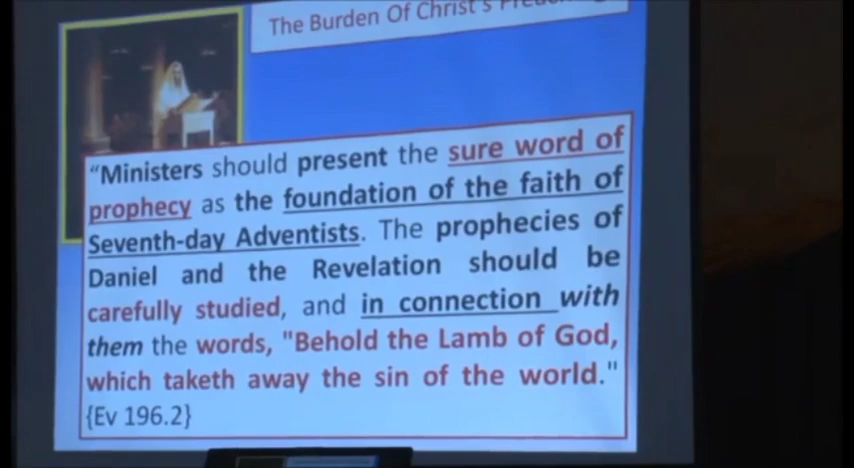 The Burden Of Christ's
"Ministers should present the sure word of
prophecy as the foundation of the faith of
Seventh-day Adventists. The prophecies of
Daniel and the Revelation should be
carefully studied, and in connection with
them the words, "Behold the Lamb of God,
which taketh away the sin of the world."
{Ev 196.2}